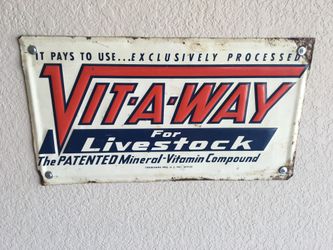 IT PAYS TO USE...EXCLUSIVELY PROCESSED
VIT-A-WAY
For
Livestock
The PATENTED Mineral-Vitamin Compound